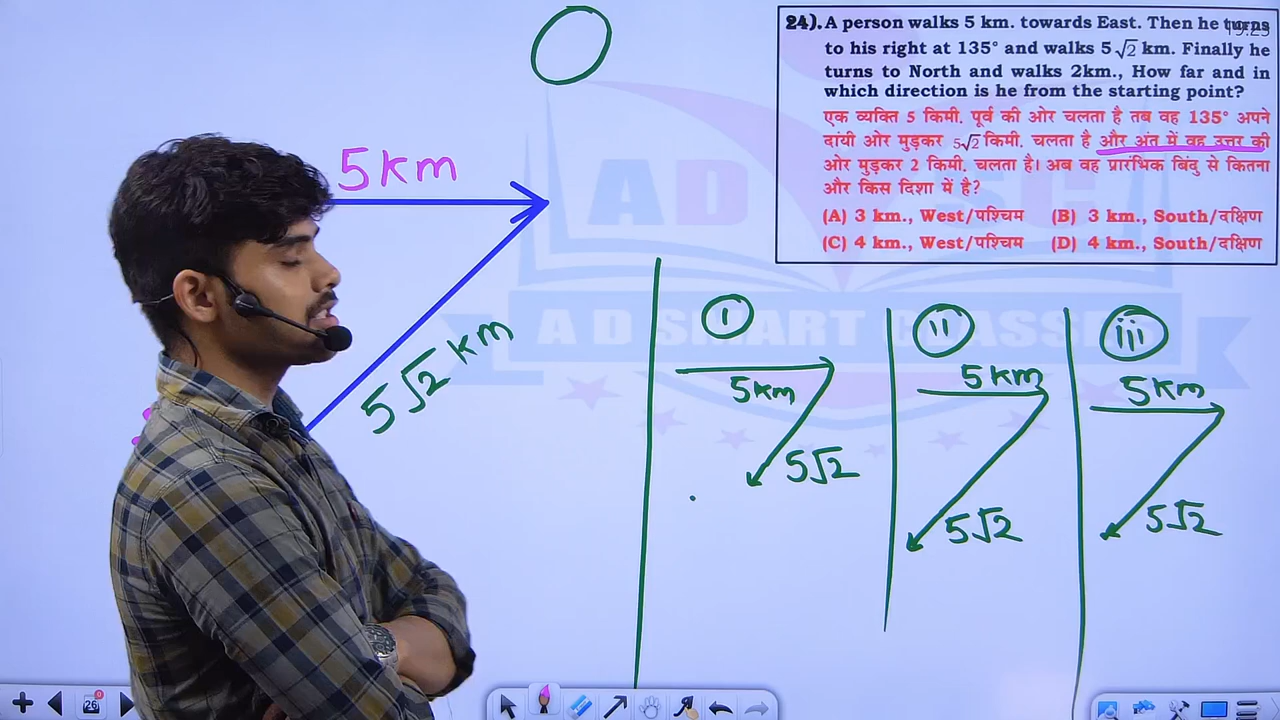 24). A person walks 5 km. towards East. Then he turns
to his right at 135° and walks 5√2 km. Finally he
turns to North and walks 2km., How far and in
which direction is he from the starting point?
एक व्यक्ति 5 किमी. पूर्व की ओर चलता है तब वह 135° अपने
दांयी ओर मुड़कर 5√2 किमी. चलता है और अंत में वह उत्तर की
ओर मुड़कर 2 किमी. चलता है। अब वह प्रारंभिक बिंदु से कितना
और किस दिशा में है?
(A) 3 km., West/पश्चिम (B) 3 km., South/दक्षिण
(C) 4 km., West/पश्चिम (D) 4 km., South/दक्षिण
5km
5√2 km
i
5km
5√2
ii
5km
5√2
iii
5km
5√2
26